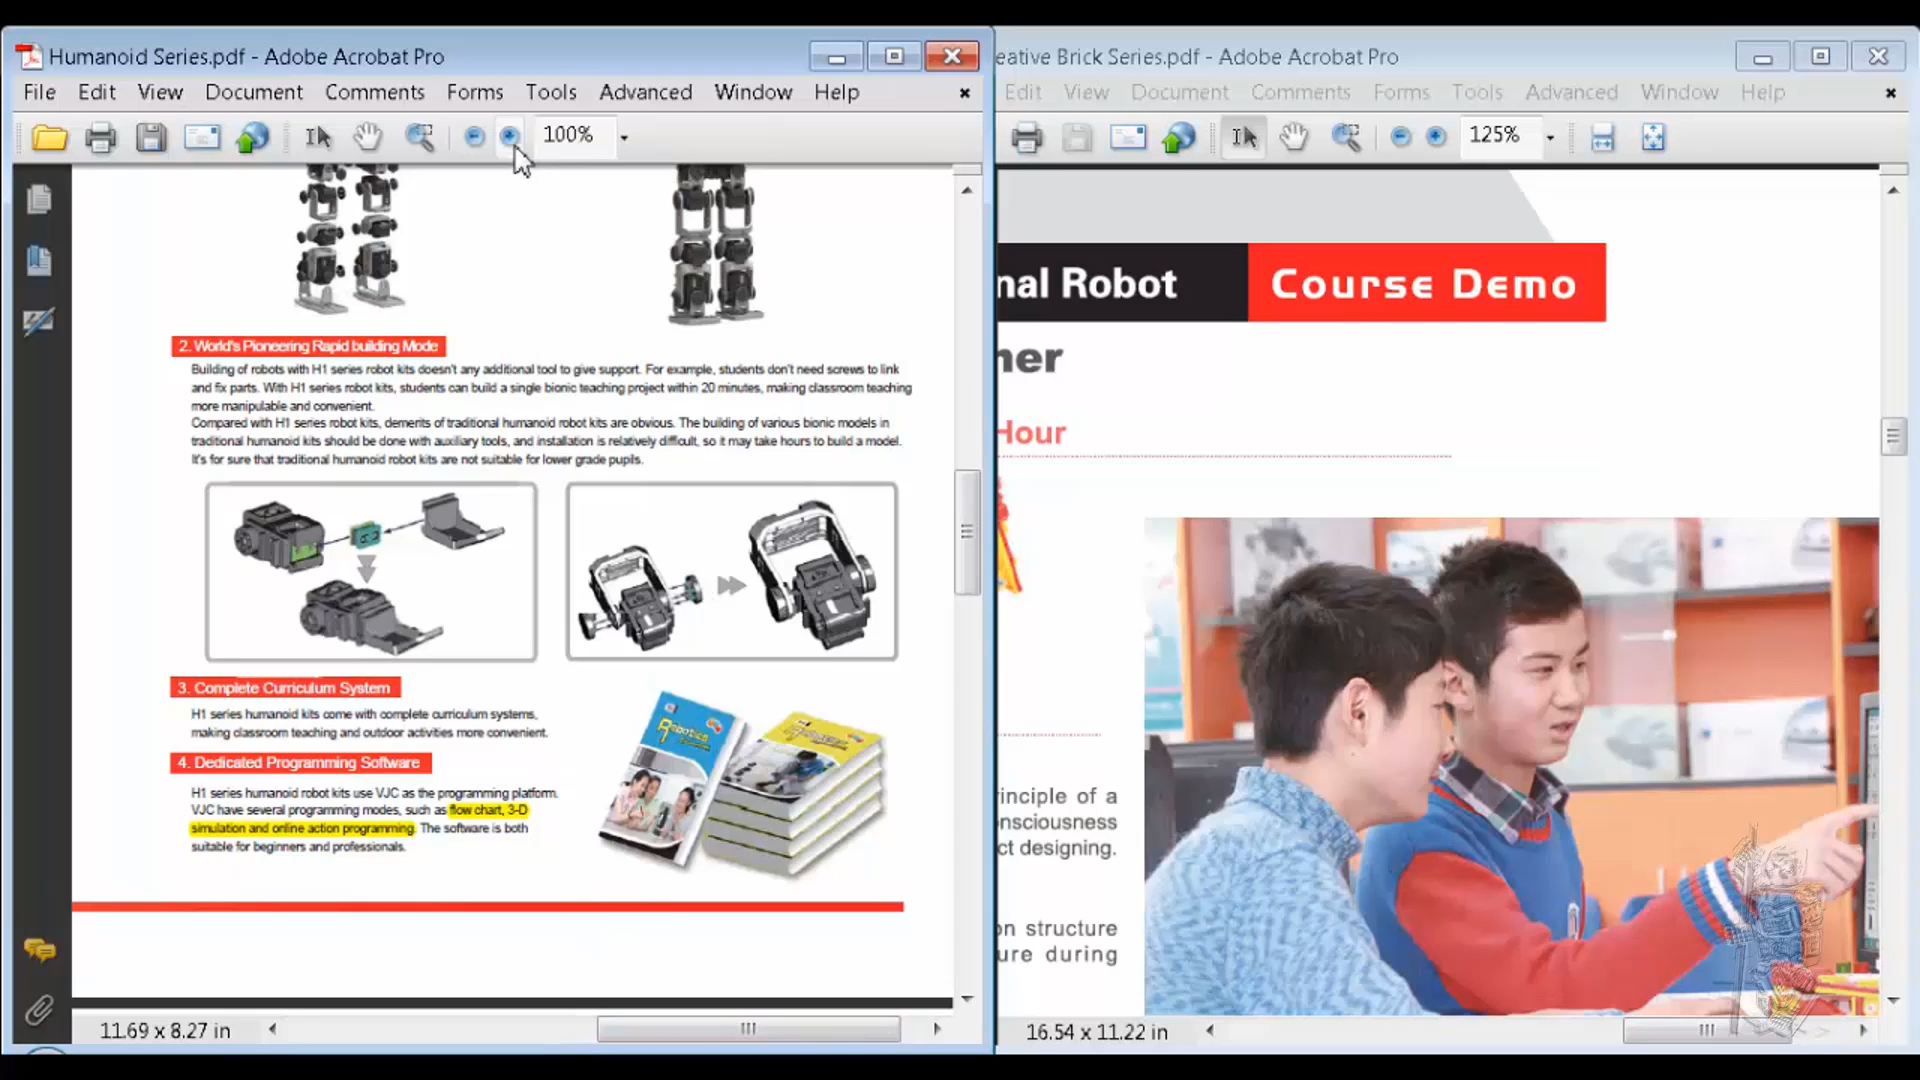 Humanoid Series.pdf - Adobe Acrobat Pro
File Edit View Document Comments Forms Tools Advanced Window Help
100%
2. World's Pioneering Rapid building Mode
Building of robots with H1 series robot kits doesn't any additional tool to give support. For example, students don't need screws to link
and fix parts. With H1 series robot kits, students can build a single bionic teaching project within 20 minutes, making classroom teaching
more manipulable and convenient.
Compared with H1 series robot kits, demerits of traditional humanoid robot kits are obvious. The building of various bionic models in
traditional humanoid kits should be done with auxiliary tools, and installation is relatively difficult, so it may take hours to build a model.
It's for sure that traditional humanoid robot kits are not suitable for lower grade pupils.
3. Complete Curriculum System
H1 series humanoid kits come with complete curriculum systems,
making classroom teaching and outdoor activities more convenient.
4. Dedicated Programming Software
H1 series humanoid robot kits use VJC as the programming platform.
VJC have several programming modes, such as flow chart, 3-D
simulation and online action programming. The software is both
suitable for beginners and professionals.
Robotics
11.69 x 8.27 in
eative Brick Series.pdf - Adobe Acrobat Pro
Edit View Document Comments Forms Tools Advanced Window Help
125%
nal Robot
Course Demo
ner
Hour
rinciple of a
onsciousness
ct designing.
on structure
ure during
16.54 x 11.22 in